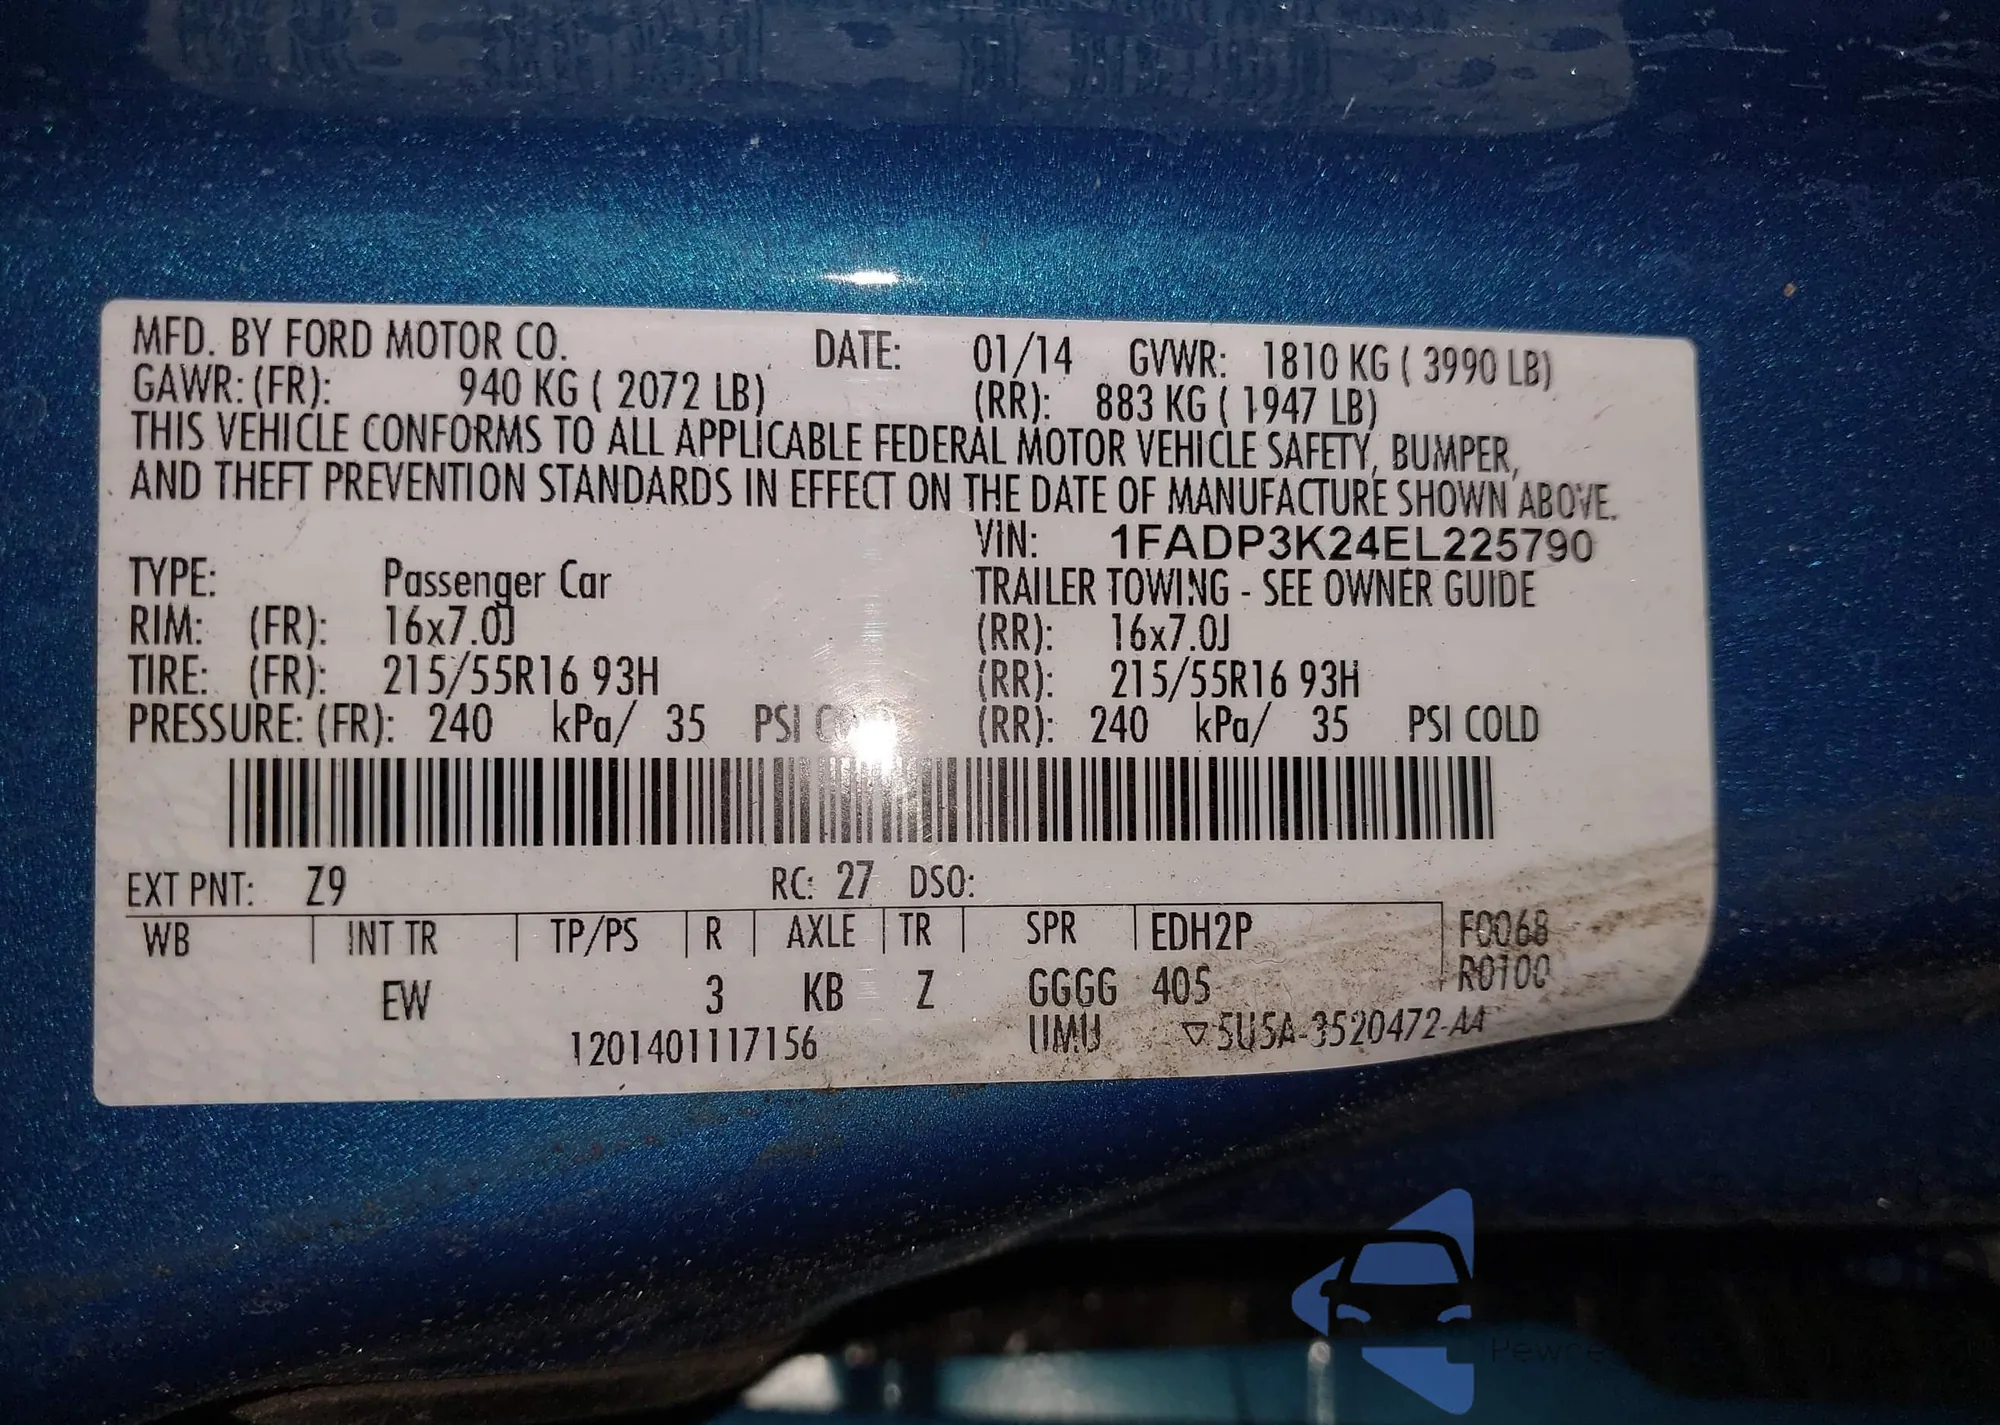 MFD. BY FORD MOTOR CO. DATE: 01/14 GVWR: 1810 KG ( 3990 LB)
GAWR: (FR): 940 KG ( 2072 LB) (RR): 883 KG ( 1947 LB)
THIS VEHICLE CONFORMS TO ALL APPLICABLE FEDERAL MOTOR VEHICLE SAFETY, BUMPER,
AND THEFT PREVENTION STANDARDS IN EFFECT ON THE DATE OF MANUFACTURE SHOWN ABOVE.
VIN: 1FADP3K24EL225790
TYPE: Passenger Car TRAILER TOWING - SEE OWNER GUIDE
RIM: (FR): 16x7.0J (RR): 16x7.0J
TIRE: (FR): 215/55R16 93H (RR): 215/55R16 93H
PRESSURE: (FR): 240 kPa/ 35 PSI COLD (RR): 240 kPa/ 35 PSI COLD
EXT PNT: Z9 RC: 27 DSO:
WB INT TR TP/PS R AXLE TR SPR EDH2P F0068
EW 3 KB Z GGGG 405 R0100
1201401117156 UMU ▽5U5A-3520472-AA